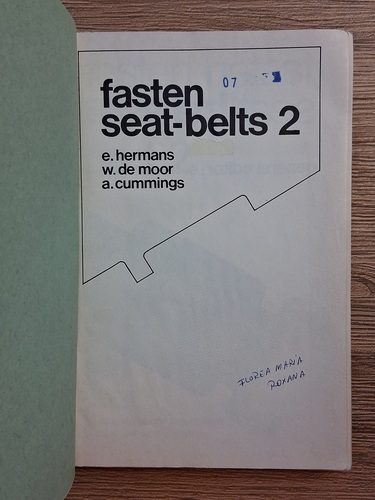 07
fasten
seat-belts 2
e. hermans
w. de moor
a. cummings
FLOREA MARIA
ROXANA